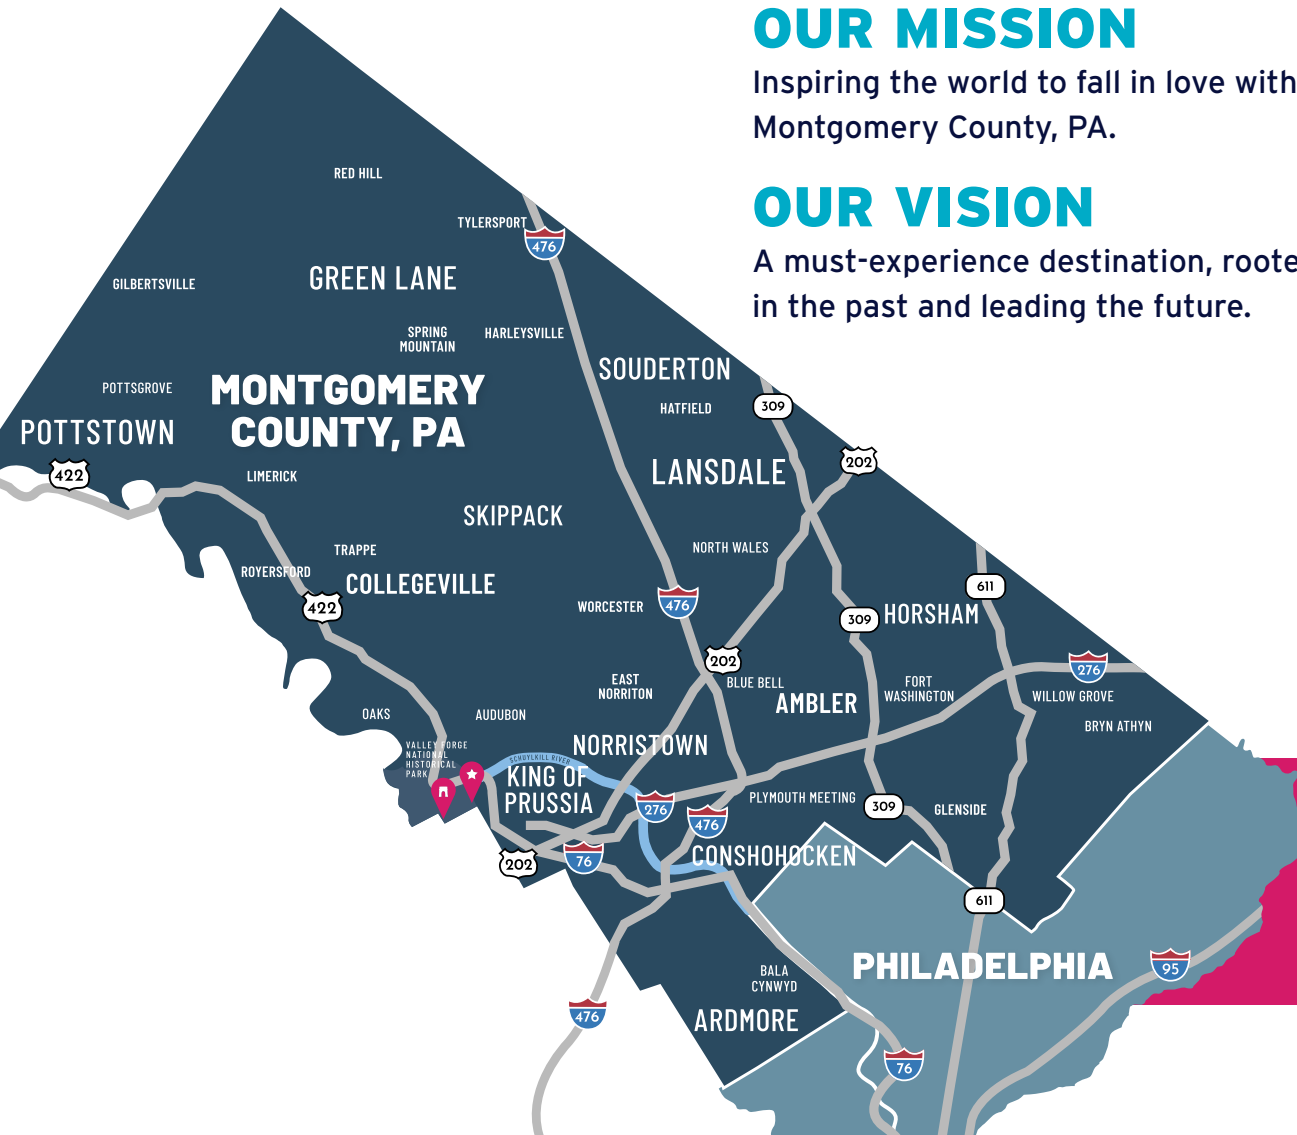 OUR MISSION
Inspiring the world to fall in love with
Montgomery County, PA.
OUR VISION
A must-experience destination, roote
in the past and leading the future.
RED HILL
TYLERSPORT
476
GREEN LANE
GILBERTSVILLE
SPRING
MOUNTAIN
HARLEYSVILLE
SOUDERTON
POTTSGROVE
MONTGOMERY
COUNTY, PA
HATFIELD
309
POTTSTOWN
202
422
LIMERICK
LANSDALE
SKIPPACK
NORTH WALES
TRAPPE
ROYERSFORD
COLLEGEVILLE
611
422
WORCESTER
476
309
HORSHAM
202
276
EAST
NORRITON
BLUE BELL
FORT
WASHINGTON
WILLOW GROVE
AMBLER
OAKS
AUDUBON
BRYN ATHYN
VALLEY FORGE
NATIONAL
HISTORICAL
PARK
NORRISTOWN
SCHUYLKILL RIVER
KING OF
PRUSSIA
276
PLYMOUTH MEETING
309
GLENSIDE
476
202
76
CONSHOHOCKEN
611
PHILADELPHIA
95
BALA
CYNWYD
476
ARDMORE
76